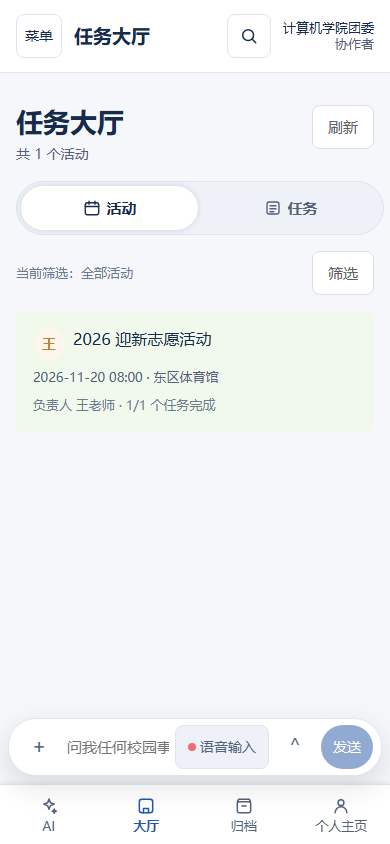 菜单
任务大厅
计算机学院团委
协作者
任务大厅
共 1 个活动
刷新
活动
任务
当前筛选：全部活动
筛选
王
2026 迎新志愿活动
2026-11-20 08:00 · 东区体育馆
负责人 王老师 · 1/1 个任务完成
+
问我任何校园事
语音输入
^
发送
AI
大厅
归档
个人主页